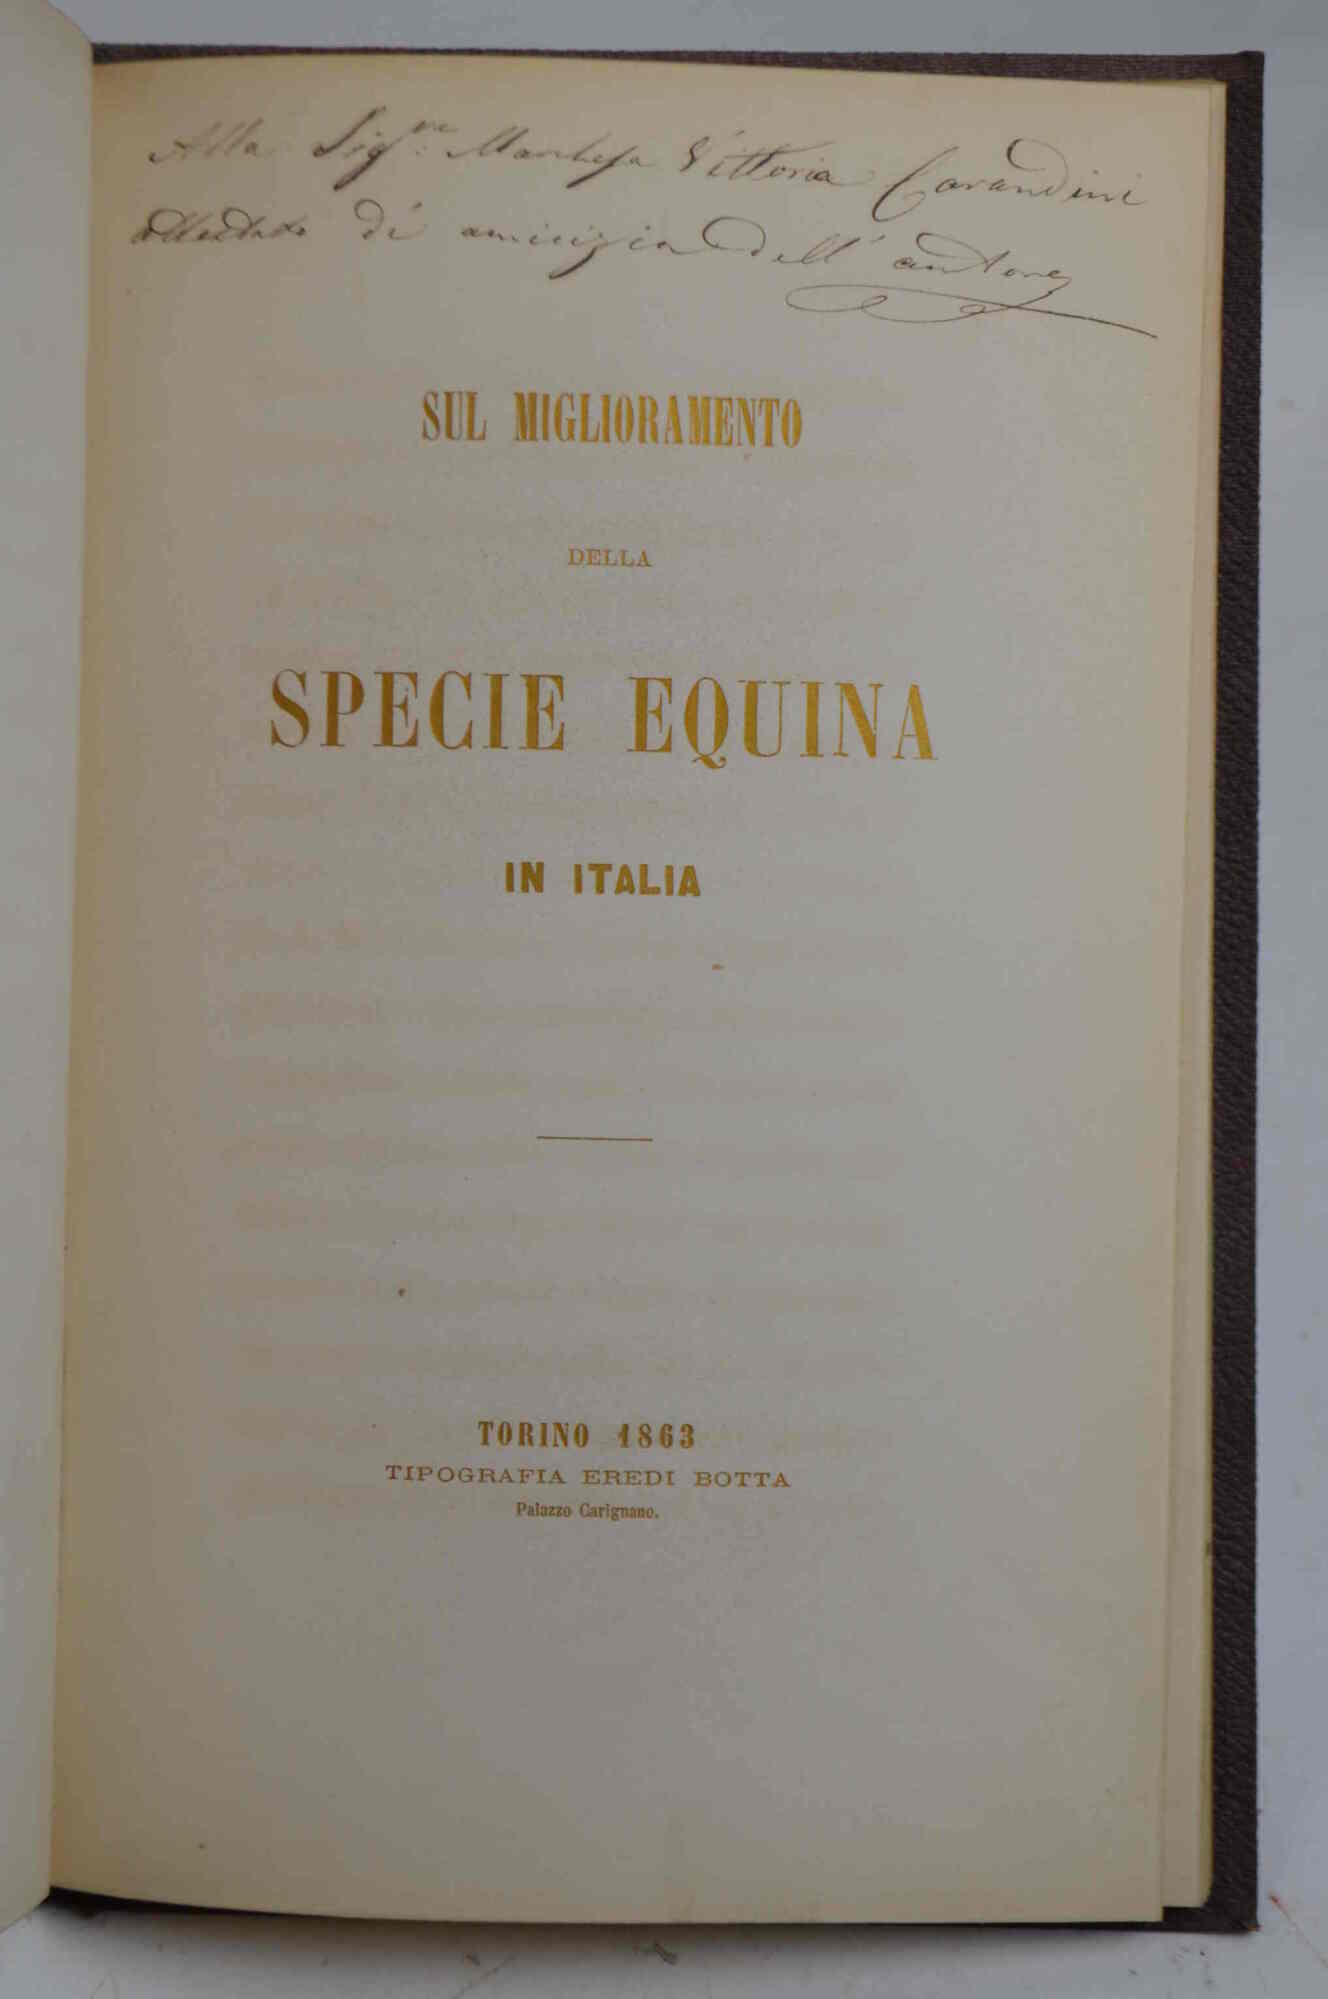 Alla Sig.ra Marchesa Vittoria Carandini
attestato di amicizia dell'autore
SUL MIGLIORAMENTO
DELLA
SPECIE EQUINA
IN ITALIA
TORINO 1863
TIPOGRAFIA EREDI BOTTA
Palazzo Carignano.